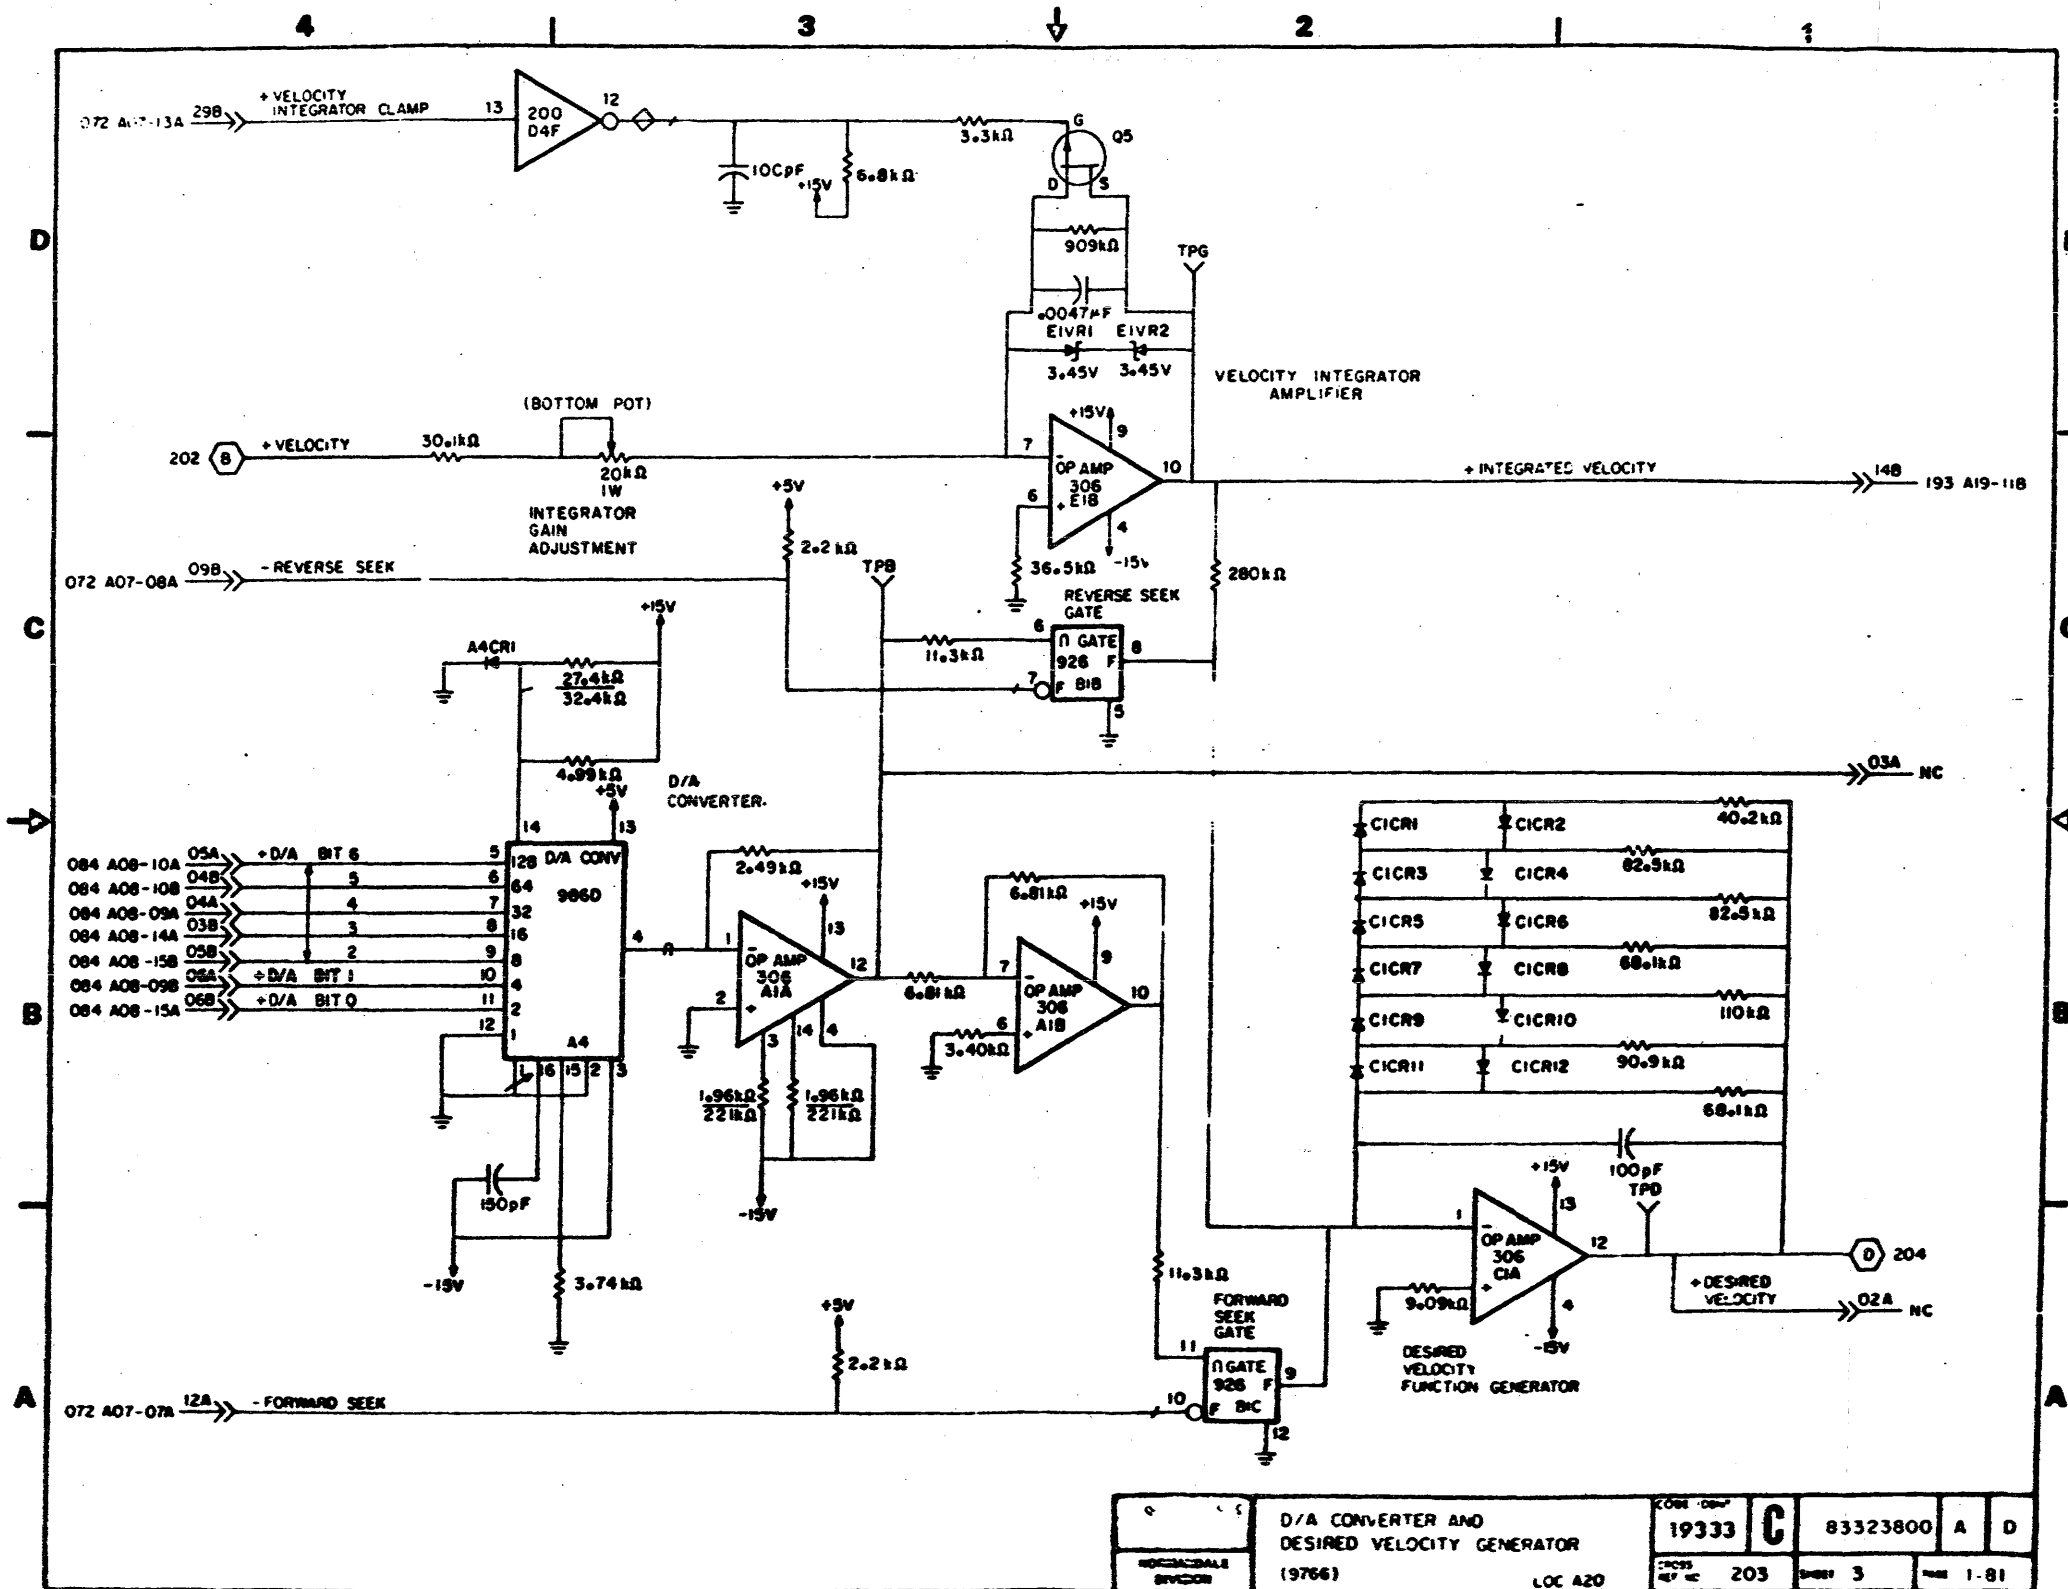 4
3
2
1
072 A07-13A 29B
+ VELOCITY
INTEGRATOR CLAMP
13
200
D4F
12
100pF
+15V
6.8kΩ
3.3kΩ
G
Q5
D
S
909kΩ
.0047µF
E1VR1
E1VR2
3.45V
3.45V
TPG
VELOCITY INTEGRATOR
AMPLIFIER
D
(BOTTOM POT)
202
B
+ VELOCITY
30.1kΩ
20kΩ
1W
INTEGRATOR
GAIN
ADJUSTMENT
7
+15V
9
OP AMP
306
E1B
6
10
4
-15V
36.5kΩ
+ INTEGRATED VELOCITY
14B
193 A19-11B
280kΩ
072 A07-08A 09B
- REVERSE SEEK
+5V
2.2kΩ
TPB
REVERSE SEEK
GATE
11.3kΩ
6
∩ GATE
926 F
8
7
F B1B
5
C
A4CR1
+15V
27.4kΩ
32.4kΩ
4.99kΩ
+5V
D/A
CONVERTER
03A
NC
14
13
084 A08-10A 05A +D/A BIT 6 5 128 D/A CONV
084 A08-10B 04B 5 6 64
084 A08-09A 04A 4 7 32 9860
084 A08-14A 03B 3 8 16
084 A08-15B 05B 2 9 8
084 A08-09B 06A +D/A BIT 1 10 4
084 A08-15A 06B +D/A BIT 0 11 2
12 1
A4
1 16 15 2 3
4
2.49kΩ
1
+15V
13
OP AMP
306
A1A
2
12
3
14
4
1.96kΩ
221kΩ
1.96kΩ
221kΩ
-15V
150pF
-15V
3.74kΩ
6.81kΩ
6.81kΩ
+15V
9
7
OP AMP
306
A1B
6
3.40kΩ
10
C1CR1
C1CR2
40.2kΩ
C1CR3
C1CR4
82.5kΩ
C1CR5
C1CR6
82.5kΩ
C1CR7
C1CR8
68.1kΩ
C1CR9
C1CR10
110kΩ
C1CR11
C1CR12
90.9kΩ
68.1kΩ
100pF
B
B
+15V
13
TPD
1
OP AMP
306
C1A
12
9.09kΩ
4
-15V
D
204
+ DESIRED
VELOCITY
02A
NC
DESIRED
VELOCITY
FUNCTION GENERATOR
11.3kΩ
FORWARD
SEEK
GATE
11
∩ GATE
926 F
9
10
F B1C
12
A
A
072 A07-07A 12A
- FORWARD SEEK
+5V
2.2kΩ
NORMANDALE
DIVISION
D/A CONVERTER AND
DESIRED VELOCITY GENERATOR
(9766)
LOC A20
CODE IDENT
19333
C
83323800
A
D
CROSS
REF NO
203
SHEET 3
PAGE 1-81